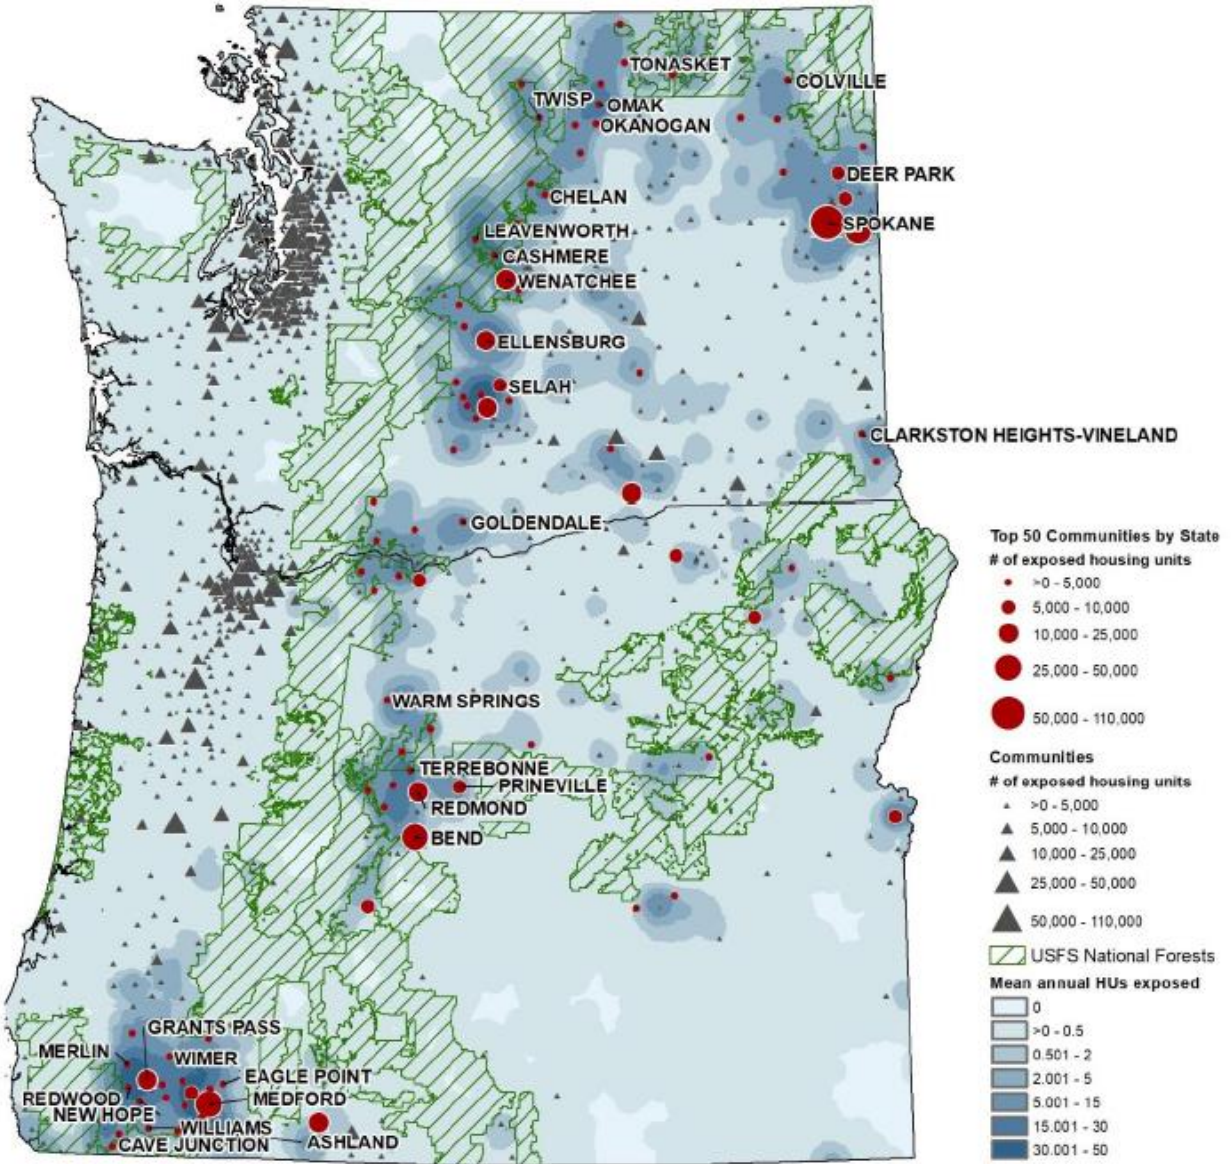 TONASKET
COLVILLE
TWISP
OMAK
OKANOGAN
DEER PARK
CHELAN
SPOKANE
LEAVENWORTH
CASHMERE
WENATCHEE
ELLENSBURG
SELAH
CLARKSTON HEIGHTS-VINELAND
GOLDENDALE
WARM SPRINGS
TERREBONNE
PRINEVILLE
REDMOND
BEND
GRANTS PASS
MERLIN
WIMER
EAGLE POINT
REDWOOD
MEDFORD
NEW HOPE
WILLIAMS
CAVE JUNCTION
ASHLAND
Top 50 Communities by State
# of exposed housing units
>0 - 5,000
5,000 - 10,000
10,000 - 25,000
25,000 - 50,000
50,000 - 110,000
Communities
# of exposed housing units
>0 - 5,000
5,000 - 10,000
10,000 - 25,000
25,000 - 50,000
50,000 - 110,000
USFS National Forests
Mean annual HUs exposed
0
>0 - 0.5
0.501 - 2
2.001 - 5
5.001 - 15
15.001 - 30
30.001 - 50